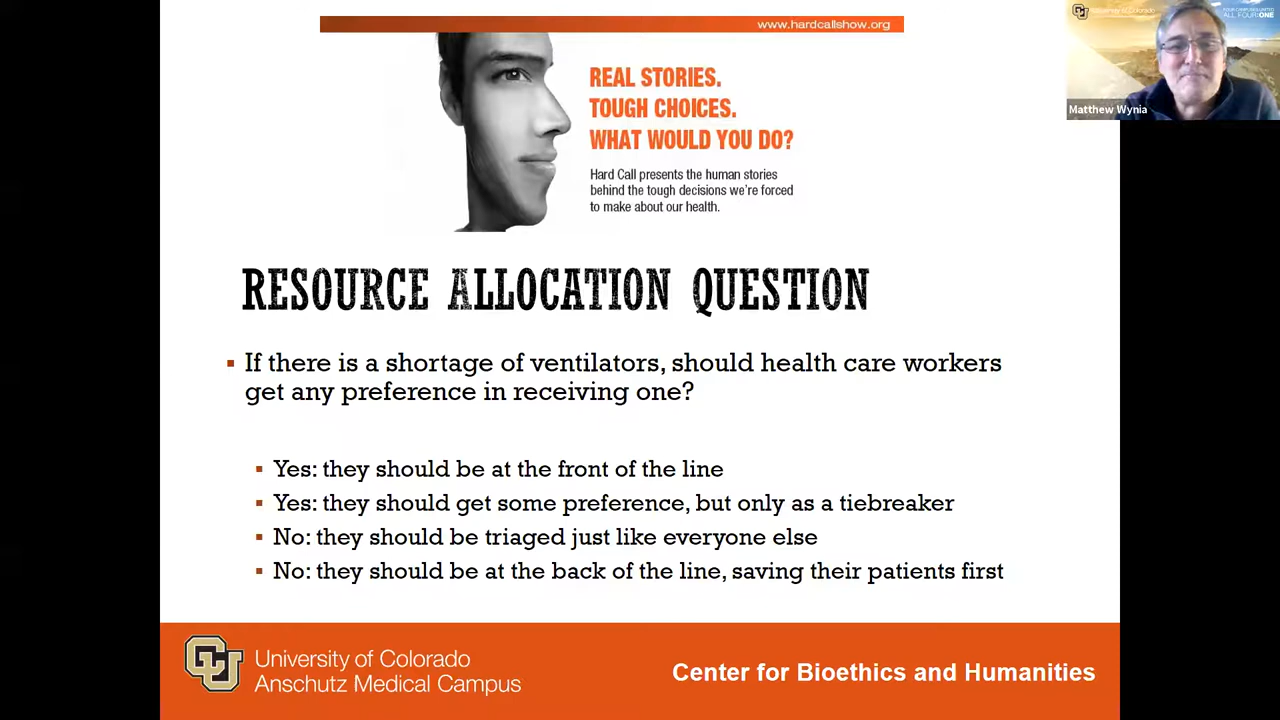 www.hardcallshow.org
REAL STORIES.
TOUGH CHOICES.
WHAT WOULD YOU DO?
Hard Call presents the human stories
behind the tough decisions we're forced
to make about our health.
Matthew Wynia
ALL FOUR:ONE
RESOURCE ALLOCATION QUESTION
▪ If there is a shortage of ventilators, should health care workers
get any preference in receiving one?
▪ Yes: they should be at the front of the line
▪ Yes: they should get some preference, but only as a tiebreaker
▪ No: they should be triaged just like everyone else
▪ No: they should be at the back of the line, saving their patients first
University of Colorado
Anschutz Medical Campus
Center for Bioethics and Humanities